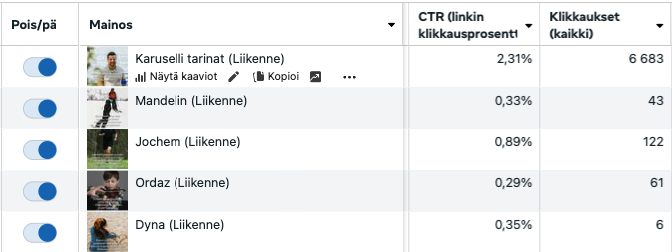 Pois/pä Mainos CTR (linkin klikkausprosentt Klikkaukset (kaikki)
Karuselli tarinat (Liikenne) 2,31% 6 683
Näytä kaaviot Kopioi
Mandelin (Liikenne) 0,33% 43
Jochem (Liikenne) 0,89% 122
Ordaz (Liikenne) 0,29% 61
Dyna (Liikenne) 0,35% 6